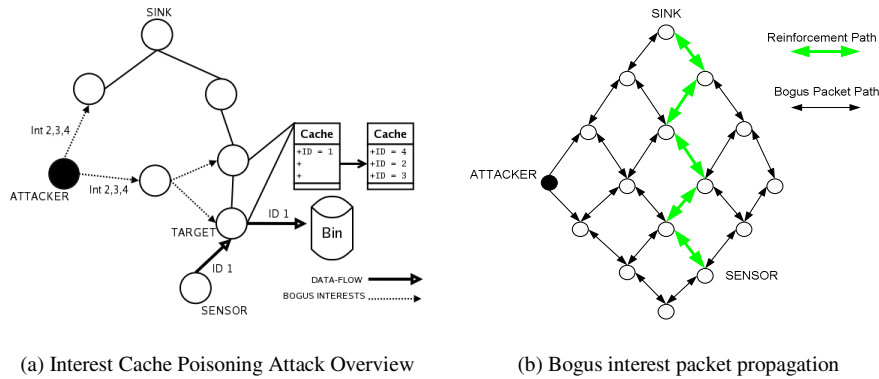 SINK
Int 2,3,4
ATTACKER
Int 2,3,4
Cache
+ID = 1
+
+
Cache
+ID = 4
+ID = 2
+ID = 3
TARGET
ID 1
Bin
ID 1
SENSOR
DATA-FLOW
BOGUS INTERESTS
(a) Interest Cache Poisoning Attack Overview
SINK
Reinforcement Path
Bogus Packet Path
ATTACKER
SENSOR
(b) Bogus interest packet propagation